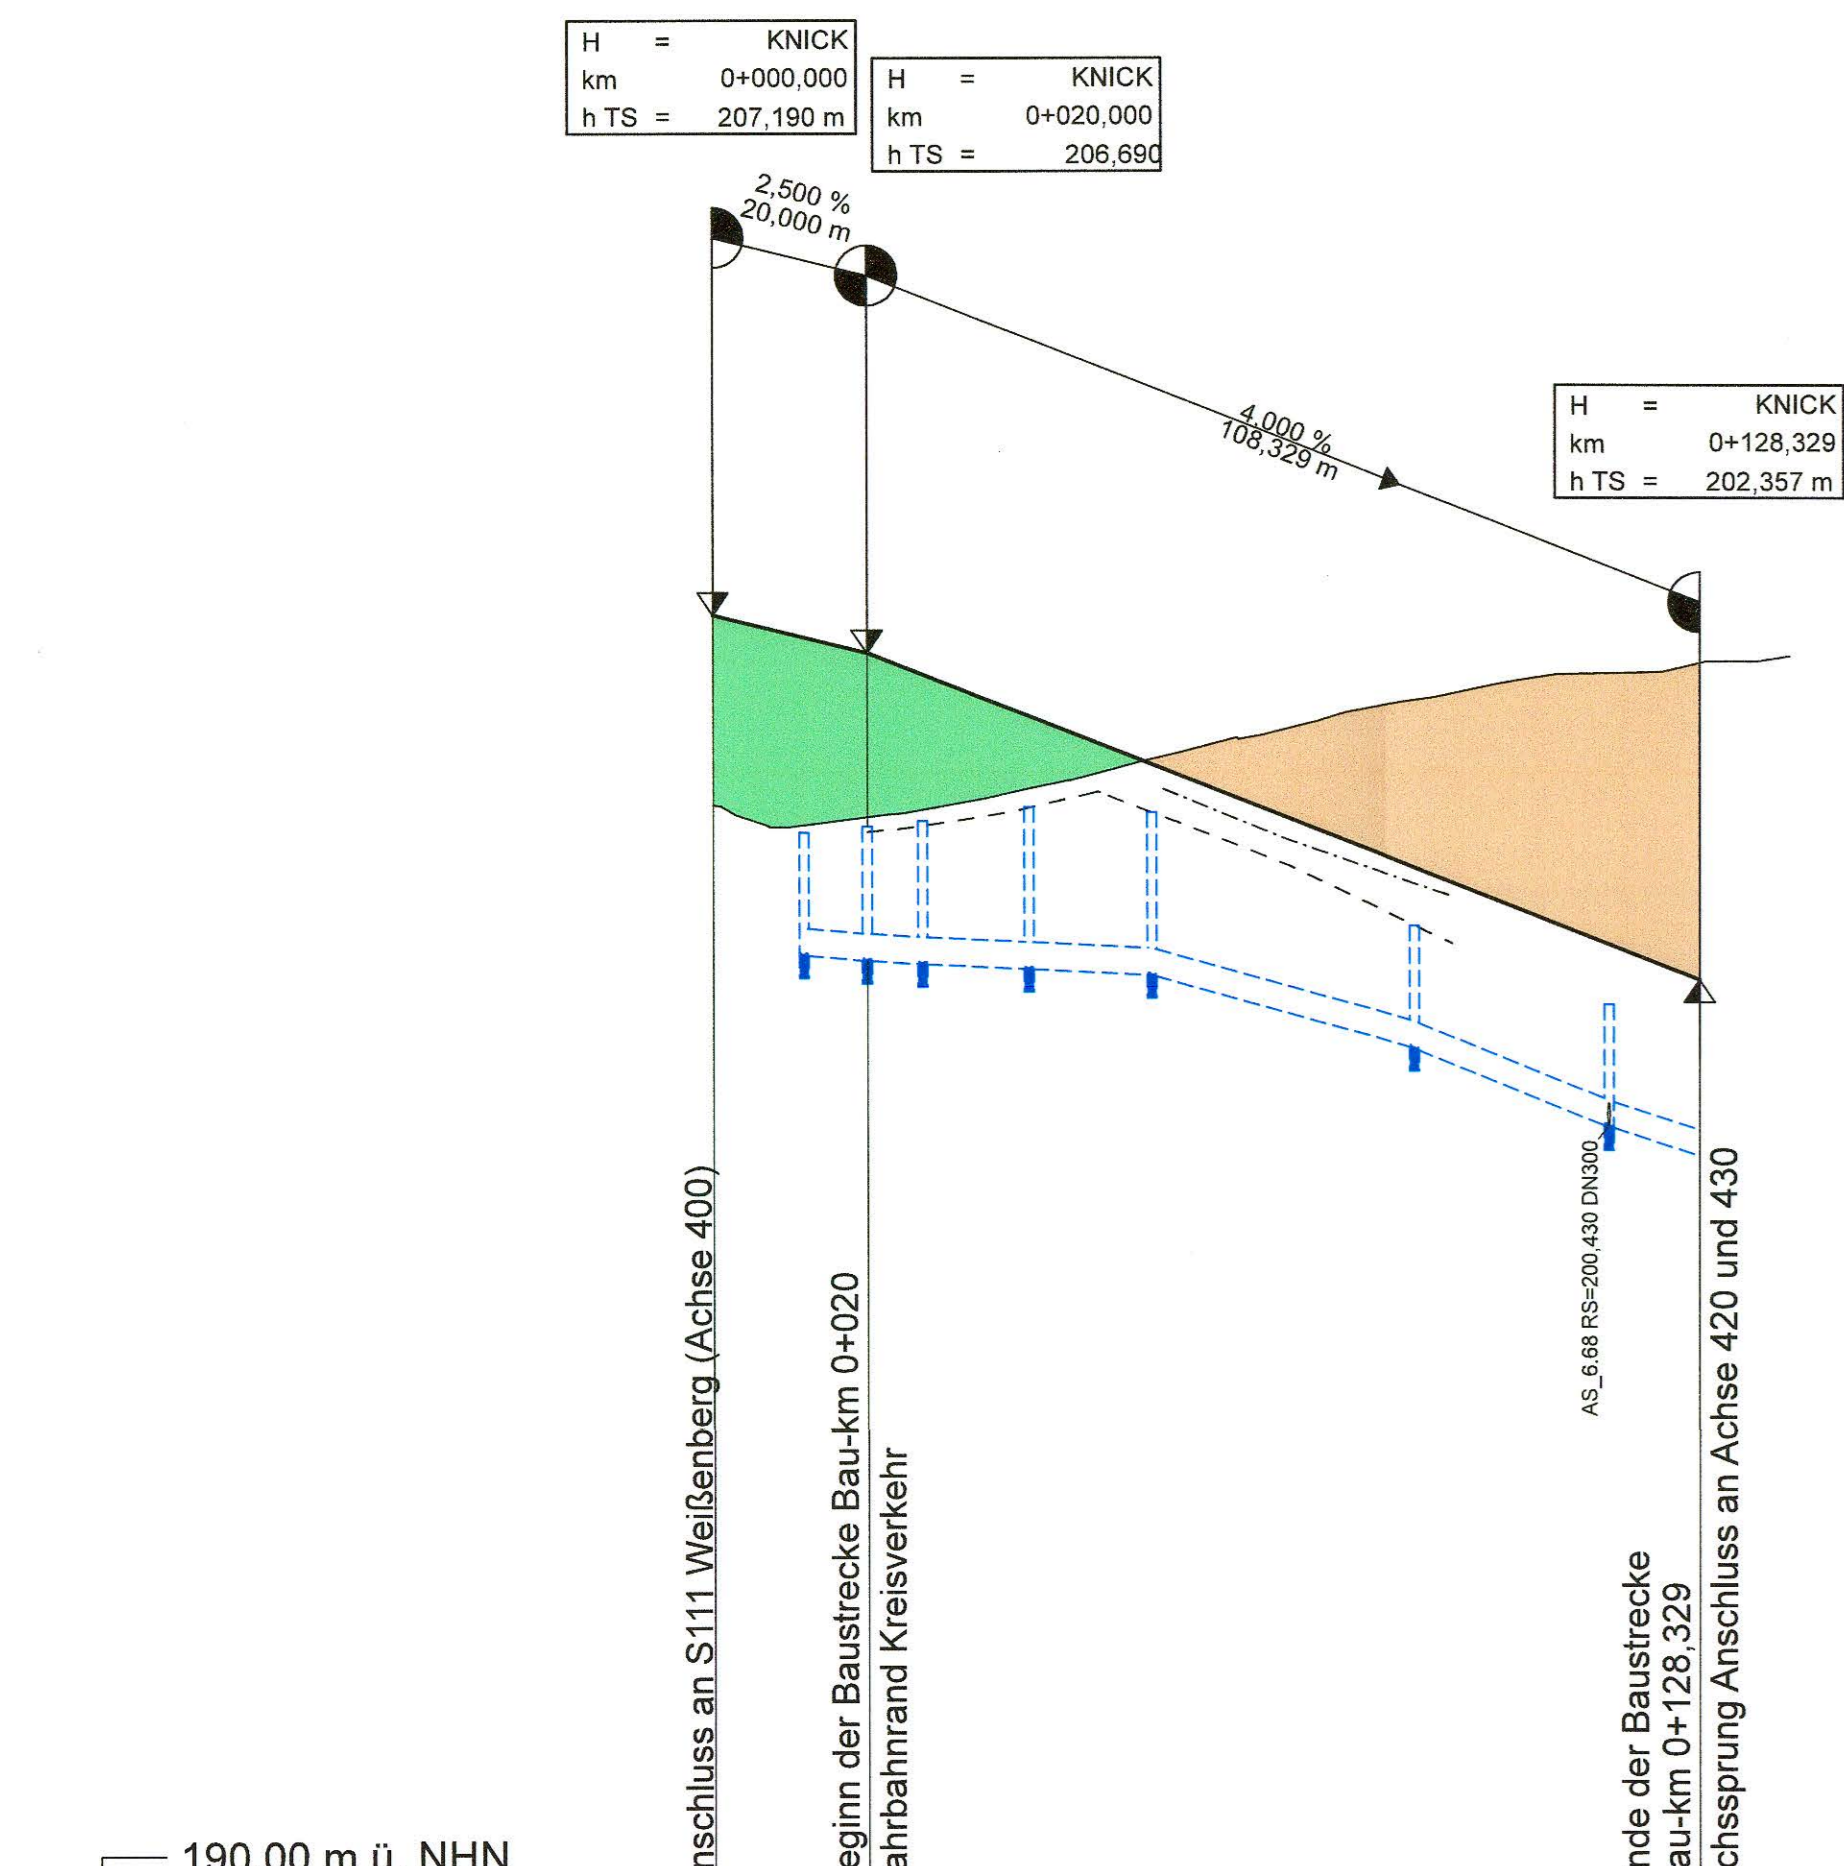 H = KNICK
km 0+000,000
h TS = 207,190 m
H = KNICK
km 0+020,000
h TS = 206,690
2,500 %
20,000 m
4,000 %
108,329 m
H = KNICK
km 0+128,329
h TS = 202,357 m
nschluss an S111 Weißenberg (Achse 400)
eginn der Baustrecke Bau-km 0+020
ahrbahnrand Kreisverkehr
AS_6.68 RS=200,430 DN300
nde der Baustrecke
au-km 0+128,329
chssprung Anschluss an Achse 420 und 430
190,00 m ü. NHN